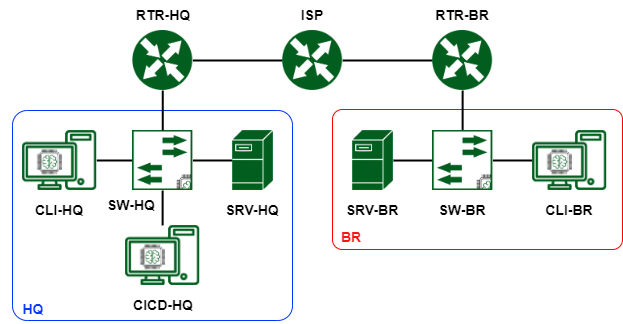 RTR-HQ
ISP
RTR-BR
CLI-HQ
SW-HQ
SRV-HQ
SRV-BR
SW-BR
CLI-BR
BR
CICD-HQ
HQ